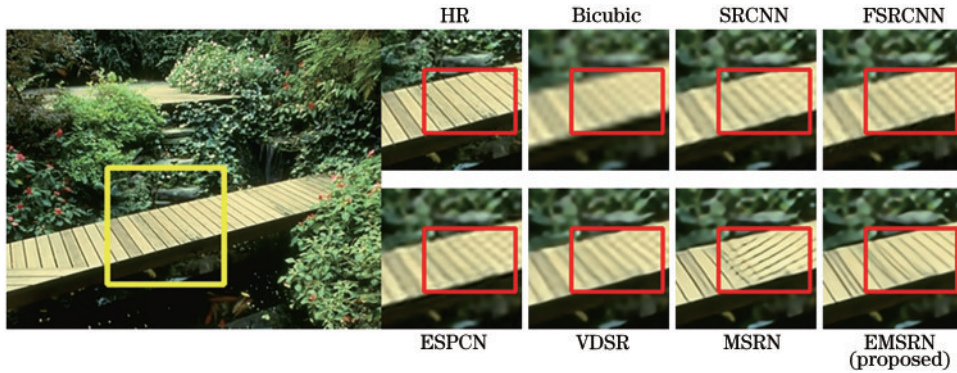 HR Bicubic SRCNN FSRCNN
ESPCN VDSR MSRN EMSRN
(proposed)